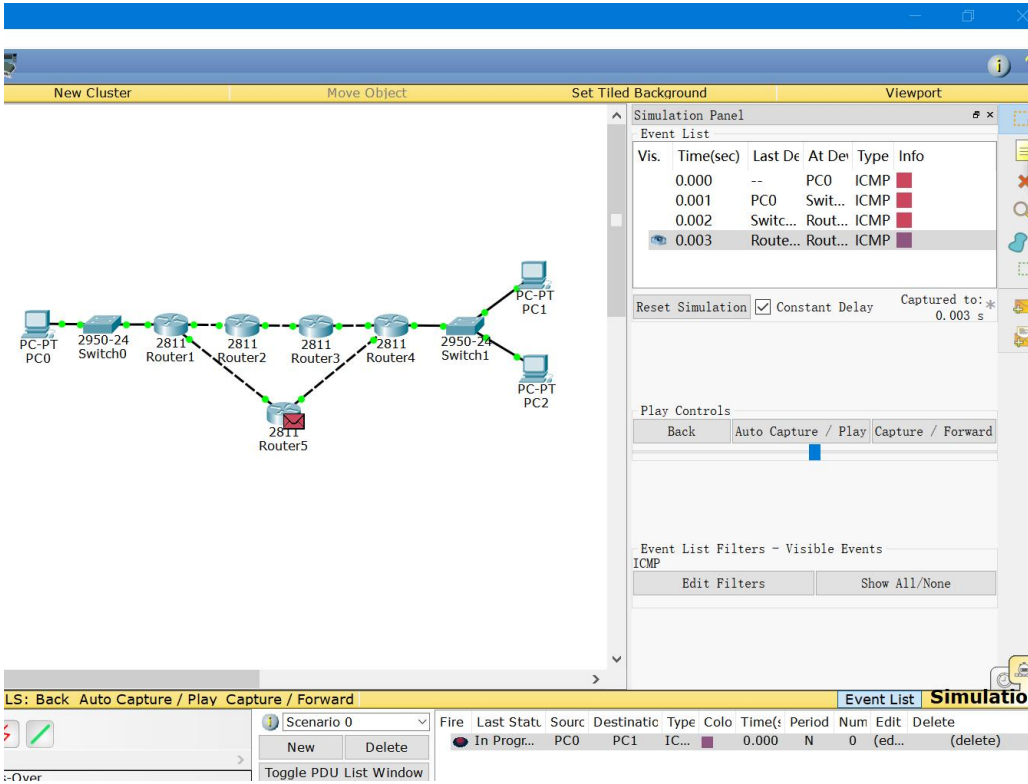 New Cluster Move Object Set Tiled Background Viewport
Simulation Panel
Event List
Vis. Time(sec) Last De At Dev Type Info
0.000 -- PC0 ICMP
0.001 PC0 Swit... ICMP
0.002 Switc... Rout... ICMP
0.003 Route... Rout... ICMP
Reset Simulation Constant Delay Captured to: *
0.003 s
Play Controls
Back Auto Capture / Play Capture / Forward
Event List Filters - Visible Events
ICMP
Edit Filters Show All/None
PC-PT
PC1
PC-PT
PC0
2950-24
Switch0
2811
Router1
2811
Router2
2811
Router3
2811
Router4
2950-24
Switch1
PC-PT
PC2
2811
Router5
LS: Back Auto Capture / Play Capture / Forward
Event List Simulatio
Scenario 0
New Delete
Toggle PDU List Window
Fire Last Statu Sourc Destinatio Type Colo Time(s Period Num Edit Delete
In Progr... PC0 PC1 IC... 0.000 N 0 (ed... (delete)
s-Over